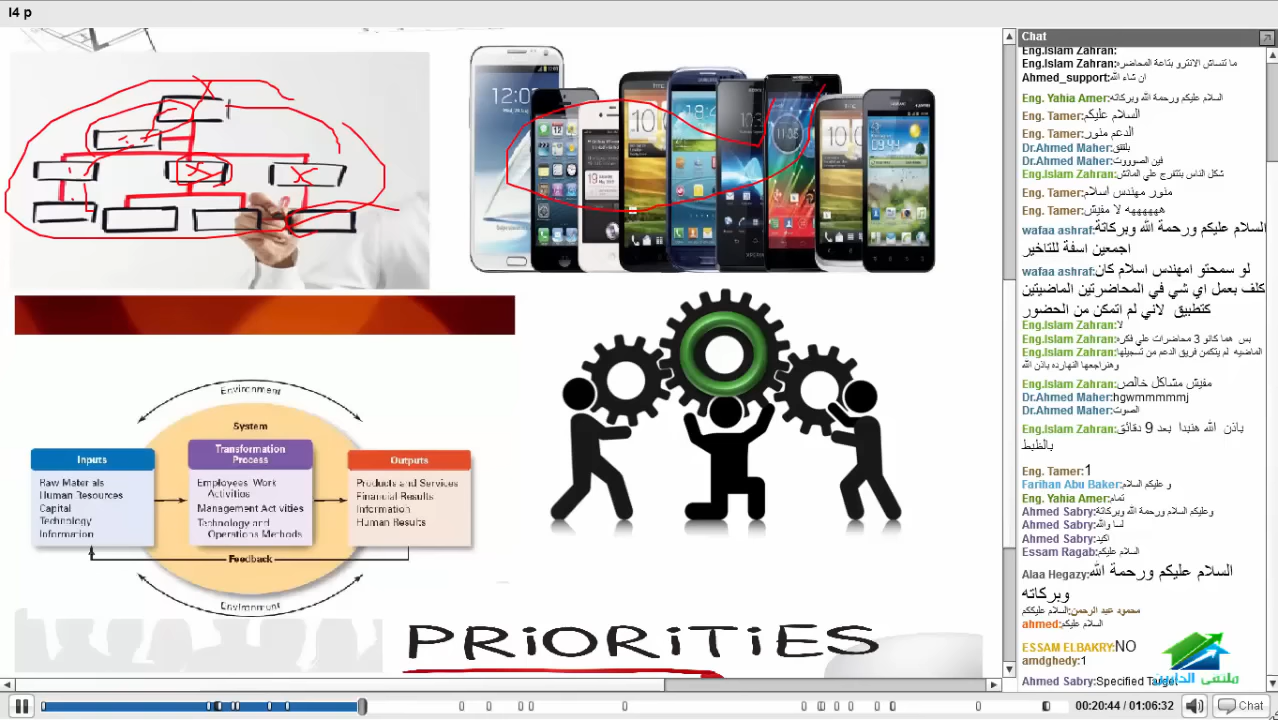 l4 p
Environment
System
Inputs
Raw Materials
Human Resources
Capital
Technology
Information
Transformation
Process
Employees Work
Activities
Management Activities
Technology and
Operations Methods
Outputs
Products and Services
Financial Results
Information
Human Results
Feedback
Environment
PRiORiTiES
Chat
Eng.Islam Zahran:
Eng.Islam Zahran: ما تنساش الانترو بتاعة المحاضره
Ahmed_support: ان شاء الله
Eng. Yahia Amer: السلام عليكم ورحمة الله وبركاته
Eng. Tamer: السلام عليكم
Eng. Tamer: الدعم منور
Dr.Ahmed Maher: بلتفق
Dr.Ahmed Maher: فين الصوووت
Eng.Islam Zahran: شكل الناس بتتفرج علي الماتش
Eng. Tamer: منور مهندس اسلام
Eng. Tamer: هههههه لا مفيش
wafaa ashraf: السلام عليكم ورحمة الله وبركاتة
اجمعين اسفة للتاخير
wafaa ashraf: لو سمحتو امهندس اسلام كان
كلف بعمل اي شي في المحاضرتين الماضيتين
كتطبيق لاني لم اتمكن من الحضور
Eng.Islam Zahran: لا
Eng.Islam Zahran: بس هما كانو 3 محاضرات علي فكره
Eng.Islam Zahran: الماضيه لم يتكمن فريق الدعم من تسجيلها
وهنراجعها النهارده باذن الله
Eng.Islam Zahran: مفيش مشاكل خالص
Dr.Ahmed Maher: hgwmmmmmj
Dr.Ahmed Maher: الصوت
Eng.Islam Zahran: باذن الله هنبدا بعد 9 دقائق
بالظبط
Eng. Tamer: 1
Farihan Abu Baker: و عليكم السلام
Eng. Yahia Amer: تمام
Ahmed Sabry: وعليكم السلام ورحمة الله وبركاته
Ahmed Sabry: لسا والله
Ahmed Sabry: اكيد
Essam Ragab: السلام عليكم
Alaa Hegazy: السلام عليكم ورحمة الله
وبركاته
محمود عبد الرحمن: السلام عليككم
ahmed: السلام عليكم
ESSAM ELBAKRY: NO
amdghedy: 1
Ahmed Sabry: Specified Target
ملتقى الدارسين
00:20:44 / 01:06:32
Chat